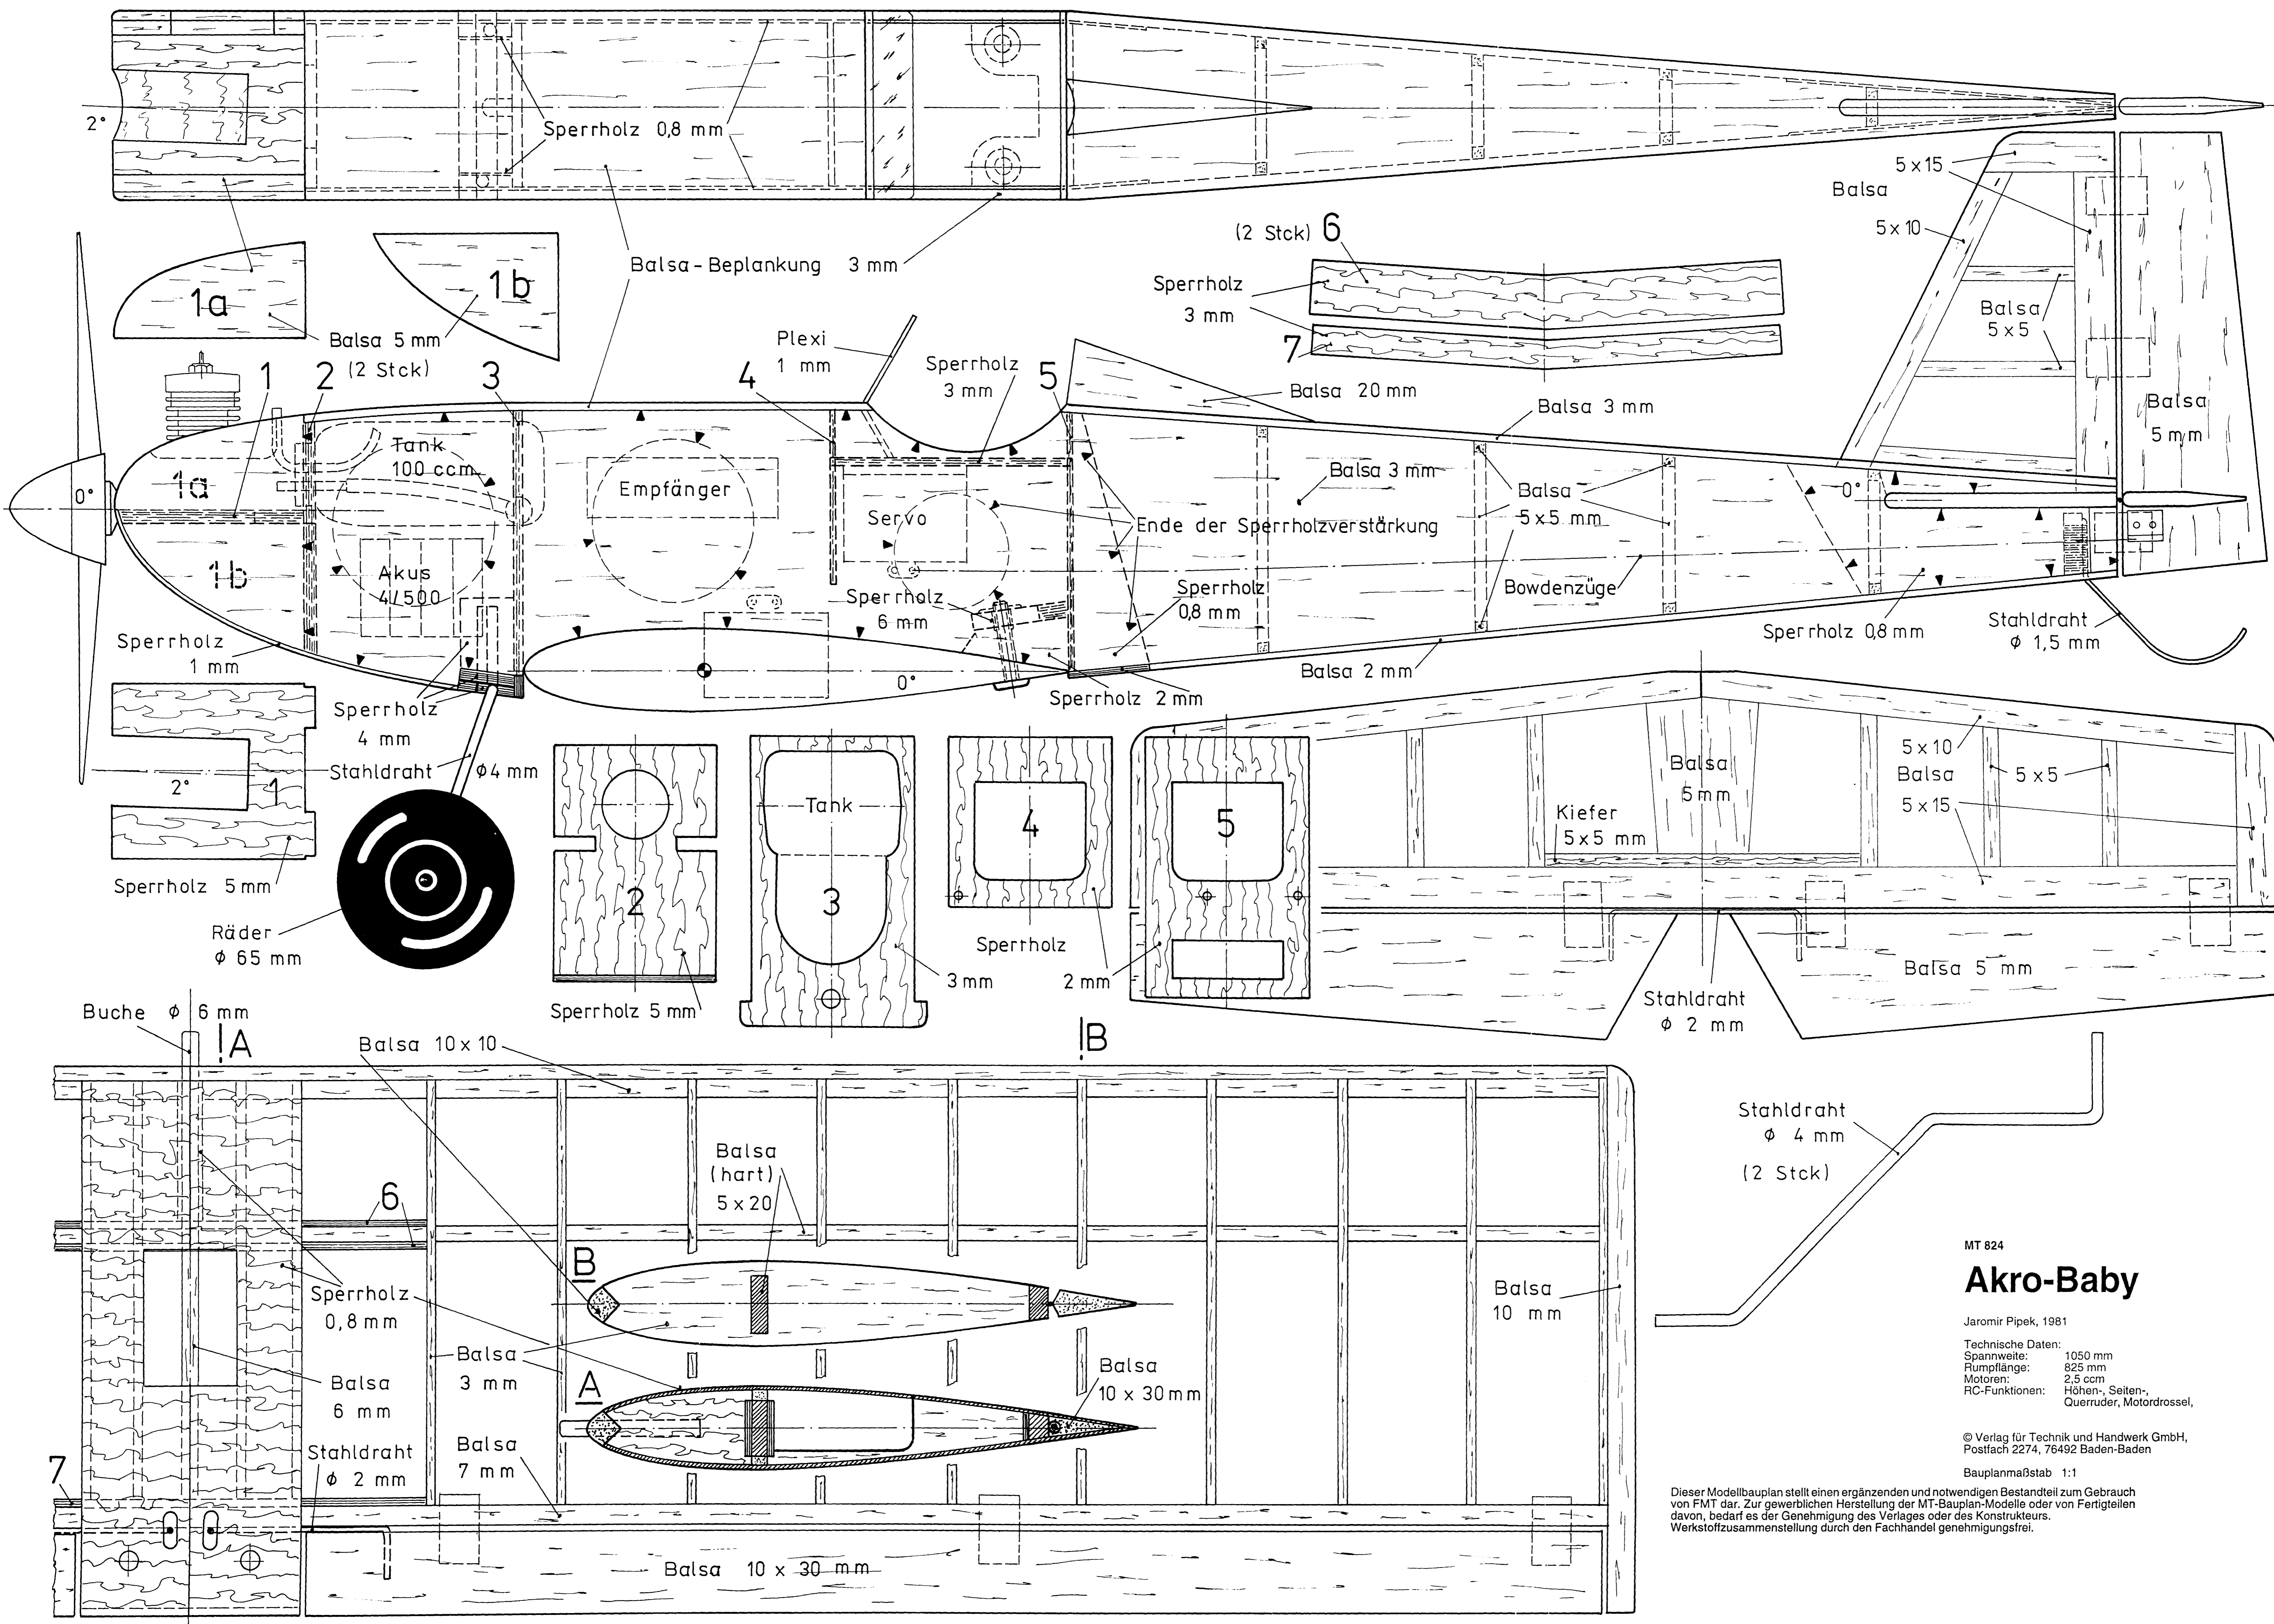 2°
Sperrholz 0,8 mm
5 x 15
Balsa
5 x 10
(2 Stck) 6
Balsa - Beplankung 3 mm
1a
1b
Sperrholz
3 mm
7
Balsa
5 x 5
Balsa 5 mm
(2 Stck)
Plexi
1 mm
Sperrholz
3 mm
1
2
3
4
5
Balsa 20 mm
Balsa 3 mm
Balsa
5 mm
Tank
100 ccm
0°
1a
Empfänger
Servo
Balsa 3 mm
Balsa
5x5 mm
0°
Ende der Sperrholzverstärkung
1b
Akus
4/500
Sperrholz
6 mm
Sperrholz
0,8 mm
Bowdenzüge
Sperrholz
1 mm
Sperrholz 0,8 mm
Stahldraht
ϕ 1,5 mm
0°
Balsa 2 mm
Sperrholz 2 mm
Sperrholz
4 mm
Stahldraht ϕ 4 mm
2°
1
Sperrholz 5 mm
Räder
ϕ 65 mm
2
Sperrholz 5 mm
Tank
3
3 mm
4
Sperrholz
2 mm
5
Balsa
5 mm
Kiefer
5x5 mm
5 x 10
Balsa
5 x 15
5 x 5
Balsa 5 mm
Stahldraht
ϕ 2 mm
Buche ϕ 6 mm
A
Balsa 10 x 10
B
Stahldraht
ϕ 4 mm
(2 Stck)
6
Balsa
(hart)
5 x 20
B
Sperrholz
0,8 mm
Balsa
10 mm
Balsa
3 mm
A
Balsa
10 x 30 mm
Balsa
6 mm
Balsa
7 mm
7
Stahldraht
ϕ 2 mm
Balsa 10 x 30 mm
MT 824
Akro-Baby
Jaromir Pipek, 1981
Technische Daten:
Spannweite: 1050 mm
Rumpflänge: 825 mm
Motoren: 2,5 ccm
RC-Funktionen: Höhen-, Seiten-,
Querruder, Motordrossel,
© Verlag für Technik und Handwerk GmbH,
Postfach 2274, 76492 Baden-Baden
Bauplanmaßstab 1:1
Dieser Modellbauplan stellt einen ergänzenden und notwendigen Bestandteil zum Gebrauch
von FMT dar. Zur gewerblichen Herstellung der MT-Bauplan-Modelle oder von Fertigteilen
davon, bedarf es der Genehmigung des Verlages oder des Konstrukteurs.
Werkstoffzusammenstellung durch den Fachhandel genehmigungsfrei.